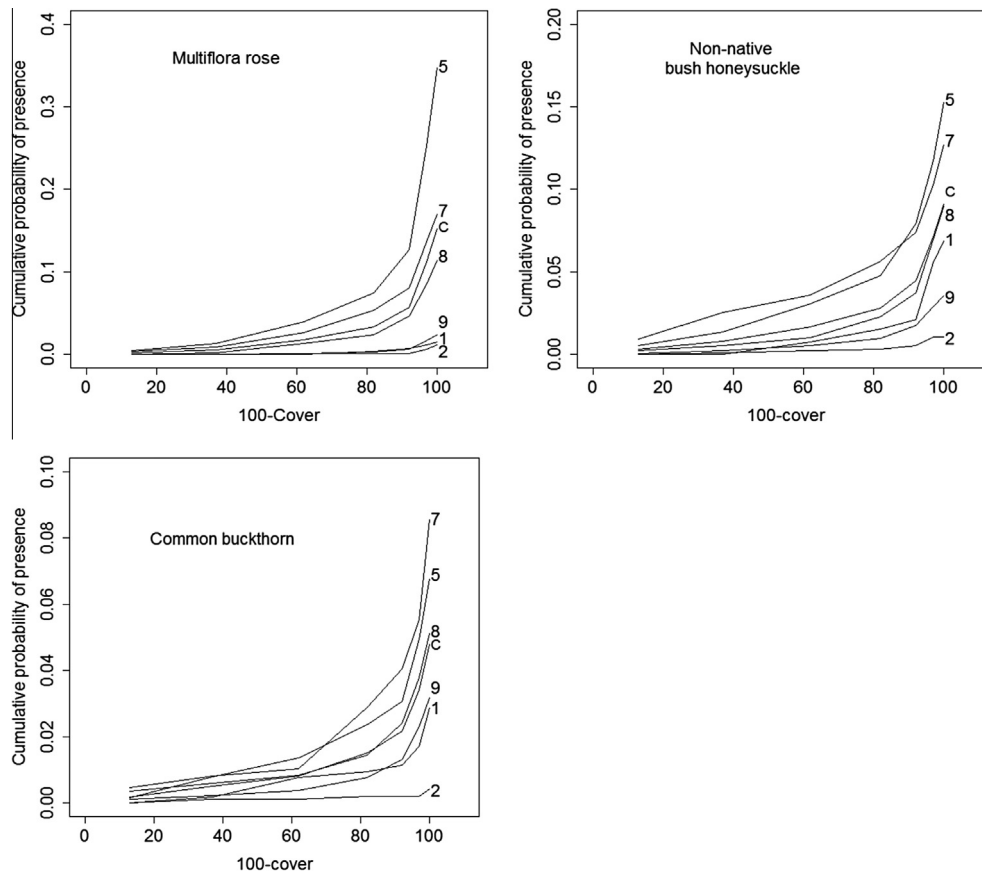 Multiflora rose
Cumulative probability of presence
0.4
0.3
0.2
0.1
0.0
5
7
C
8
9
1
2
0 20 40 60 80 100
100-Cover
Non-native
bush honeysuckle
Cumulative probability of presence
0.20
0.15
0.10
0.05
0.00
5
7
C
8
1
9
2
0 20 40 60 80 100
100-cover
Common buckthorn
Cumulative probability of presence
0.10
0.08
0.06
0.04
0.02
0.00
7
5
8
C
9
1
2
0 20 40 60 80 100
100-cover